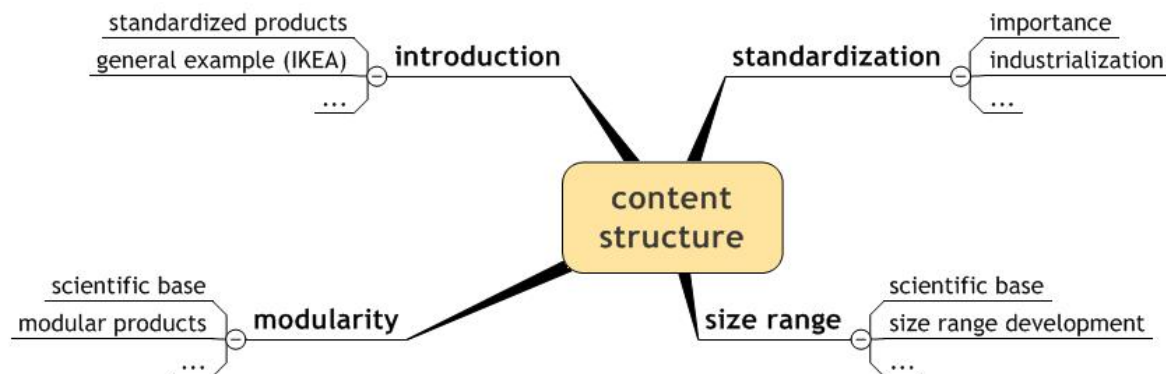 standardized products
general example (IKEA)
...
introduction
standardization
importance
industrialization
...
content
structure
scientific base
modular products
...
modularity
size range
scientific base
size range development
...